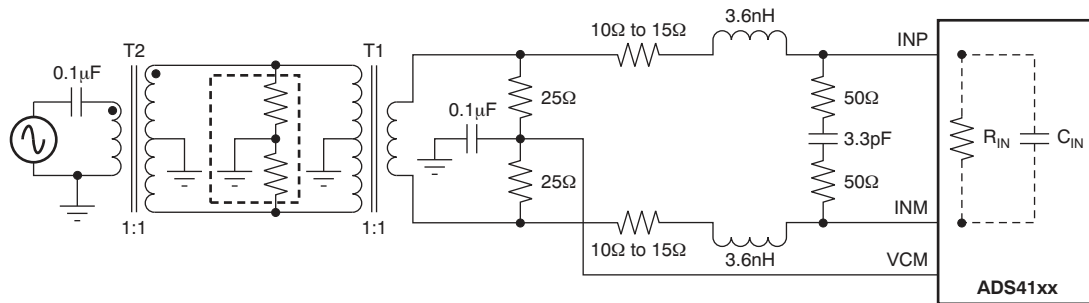 3.6nH
10Ω to 15Ω
INP
T2
T1
0.1μF
0.1μF
25Ω
50Ω
3.3pF
R_IN
C_IN
25Ω
50Ω
INM
1:1
1:1
10Ω to 15Ω
3.6nH
VCM
ADS41xx